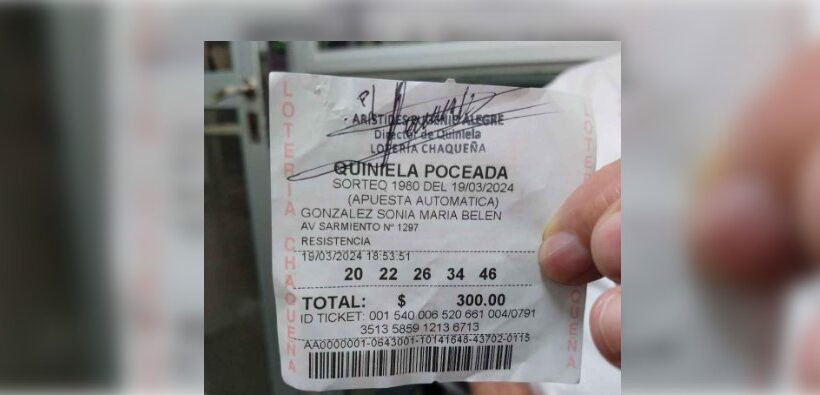 ARISTIDES EUGENIO ALEGRE
Director de Quiniela
LOTERÍA CHAQUEÑA
QUINIELA POCEADA
SORTEO 1980 DEL 19/03/2024
(APUESTA AUTOMATICA)
GONZALEZ SONIA MARIA BELEN
AV SARMIENTO N° 1297
RESISTENCIA
19/03/2024 18:53:51
20 22 26 34 46
TOTAL: $ 300.00
ID TICKET: 001 540 006 520 661 004/0791
3513 5859 1213 6713
AA0000001-0643001-10141648-43702-0115
LOTERIA CHAQUEÑA
CHAQUEÑA